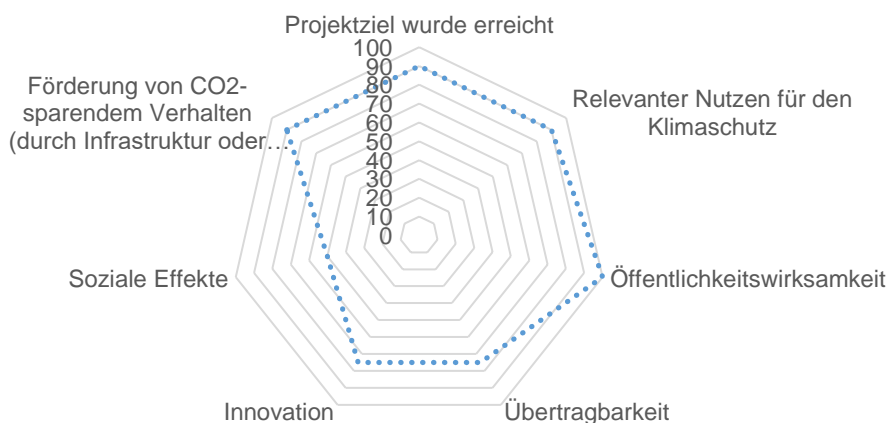 Projektziel wurde erreicht
100
90
80
70
60
50
40
30
20
10
0
Relevanter Nutzen für den
Klimaschutz
Öffentlichkeitswirksamkeit
Übertragbarkeit
Innovation
Soziale Effekte
Förderung von CO2-
sparendem Verhalten
(durch Infrastruktur oder…